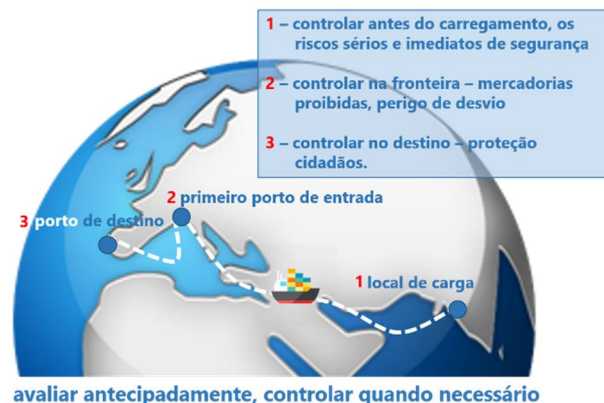 1 – controlar antes do carregamento, os
riscos sérios e imediatos de segurança
2 – controlar na fronteira – mercadorias
proibidas, perigo de desvio
3 – controlar no destino – proteção
cidadãos.
2 primeiro porto de entrada
3 porto de destino
1 local de carga
avaliar antecipadamente, controlar quando necessário